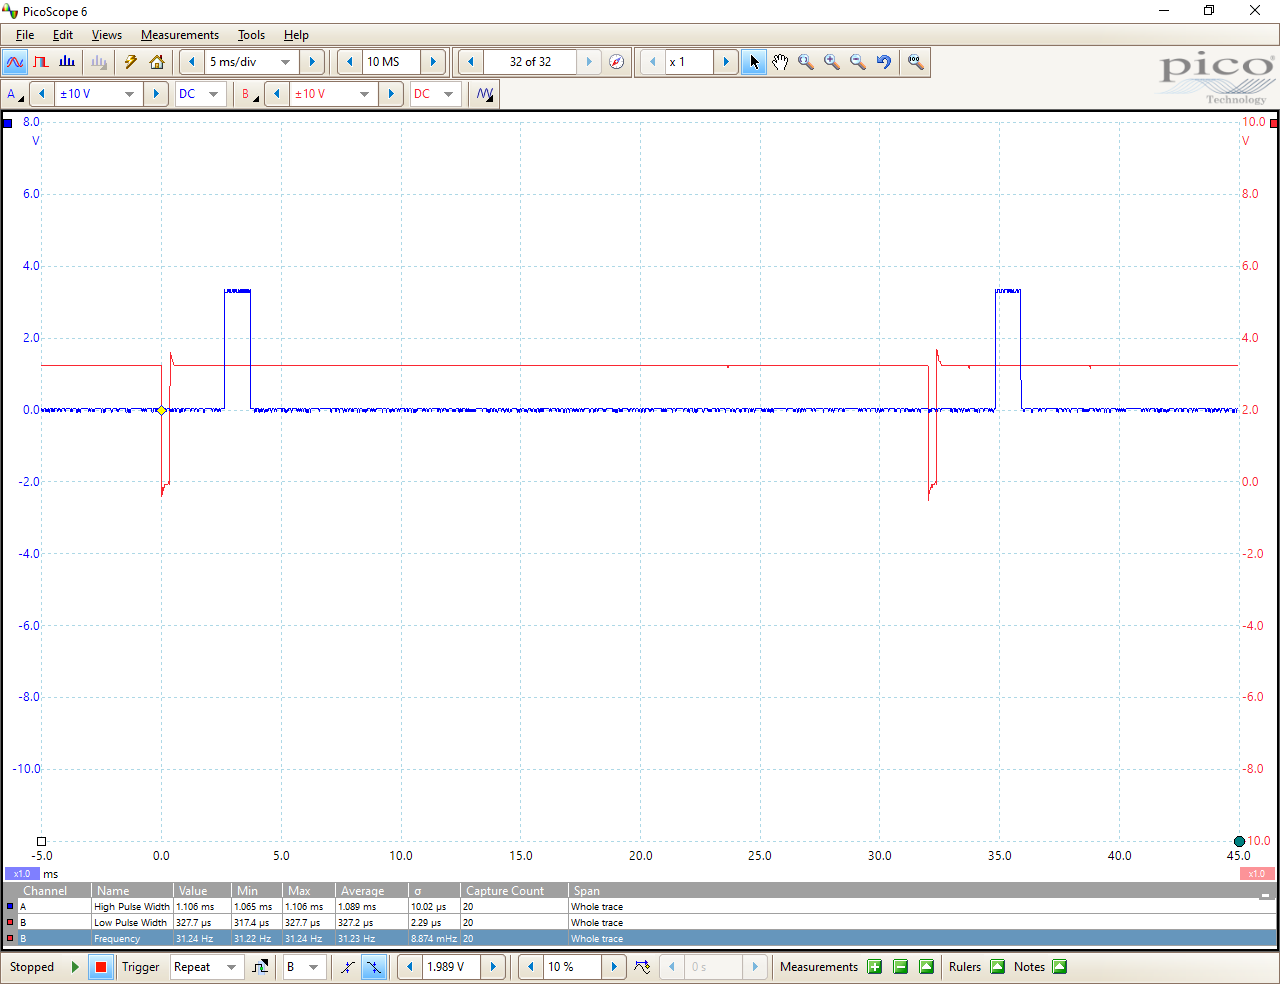 PicoScope 6
File Edit Views Measurements Tools Help
5 ms/div 10 MS 32 of 32 x 1
A ±10 V DC B ±10 V DC
pico
Technology
8.0 10.0
V V
6.0 8.0
4.0 6.0
2.0 4.0
0.0 2.0
-2.0 0.0
-4.0 -2.0
-6.0 -4.0
-8.0 -6.0
-10.0 -8.0
10.0
-5.0 0.0 5.0 10.0 15.0 20.0 25.0 30.0 35.0 40.0 45.0
x1.0 ms x1.0
Channel Name Value Min Max Average σ Capture Count Span
A High Pulse Width 1.106 ms 1.065 ms 1.106 ms 1.089 ms 10.02 µs 20 Whole trace
B Low Pulse Width 327.7 µs 317.4 µs 327.7 µs 327.2 µs 2.29 µs 20 Whole trace
B Frequency 31.24 Hz 31.22 Hz 31.24 Hz 31.23 Hz 8.874 mHz 20 Whole trace
Stopped Trigger Repeat B 1.989 V 10 % 0 s Measurements Rulers Notes